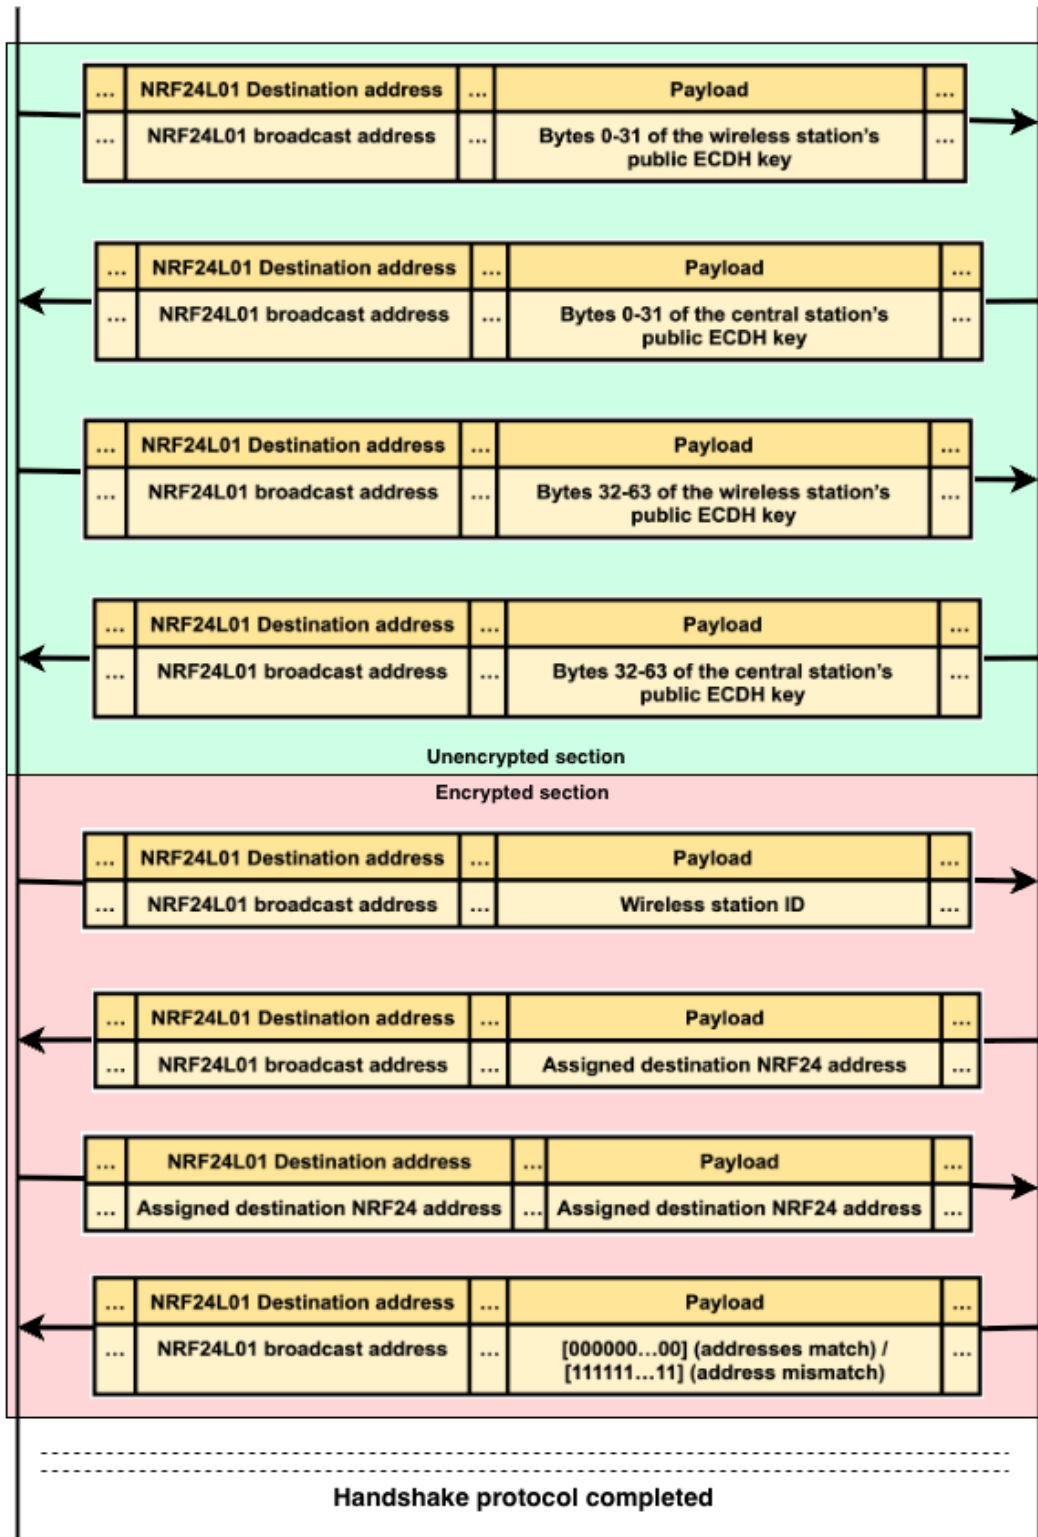 ... NRF24L01 Destination address ... Payload ...
... NRF24L01 broadcast address ... Bytes 0-31 of the wireless station's ...
public ECDH key
... NRF24L01 Destination address ... Payload ...
... NRF24L01 broadcast address ... Bytes 0-31 of the central station's ...
public ECDH key
... NRF24L01 Destination address ... Payload ...
... NRF24L01 broadcast address ... Bytes 32-63 of the wireless station's ...
public ECDH key
... NRF24L01 Destination address ... Payload ...
... NRF24L01 broadcast address ... Bytes 32-63 of the central station's ...
public ECDH key
Unencrypted section
Encrypted section
... NRF24L01 Destination address ... Payload ...
... NRF24L01 broadcast address ... Wireless station ID ...
... NRF24L01 Destination address ... Payload ...
... NRF24L01 broadcast address ... Assigned destination NRF24 address ...
... NRF24L01 Destination address ... Payload ...
... Assigned destination NRF24 address ... Assigned destination NRF24 address ...
... NRF24L01 Destination address ... Payload ...
... NRF24L01 broadcast address ... [000000...00] (addresses match) / ...
[111111...11] (address mismatch)
Handshake protocol completed